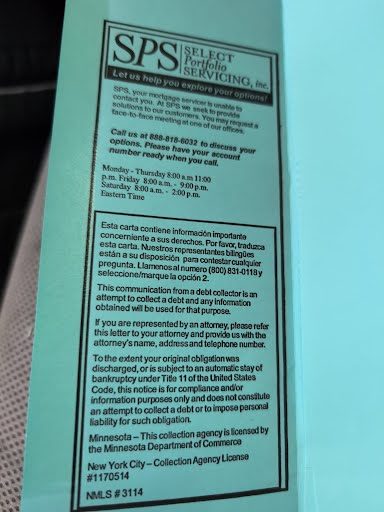 SPS SELECT
Portfolio
SERVICING, inc.
Let us help you explore your options!
SPS, your mortgage servicer is unable to
contact you. At SPS we seek to provide
solutions to our customers. You may request a
face-to-face meeting at one of our offices.
Call us at 888-818-6032 to discuss your
options. Please have your account
number ready when you call.
Monday - Thursday 8:00 a.m 11:00
p.m. Friday 8:00 a.m. - 9:00 p.m.
Saturday 8:00 a.m. - 2:00 p.m.
Eastern Time
Esta carta contiene información importante
concerniente a sus derechos. Por favor, traduzca
esta carta. Nuestros representantes bilingües
están a su disposición para contestar cualquier
pregunta. Llamenos al numero (800) 831-0118 y
seleccione/marque la opción 2.
This communication from a debt collector is an
attempt to collect a debt and any information
obtained will be used for that purpose.
If you are represented by an attorney, please refer
this letter to your attorney and provide us with the
attorney's name, address and telephone number.
To the extent your original obligation was
discharged, or is subject to an automatic stay of
bankruptcy under Title 11 of the United States
Code, this notice is for compliance and/or
information purposes only and does not constitute
an attempt to collect a debt or to impose personal
liability for such obligation.
Minnesota – This collection agency is licensed by
the Minnesota Department of Commerce
New York City – Collection Agency License
#1170514
NMLS # 3114